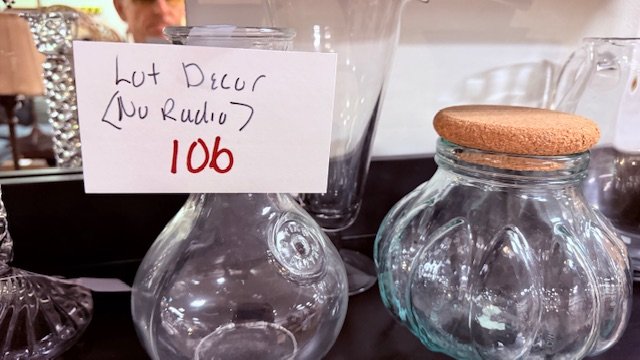 Lot Decor
(No Radio)
106